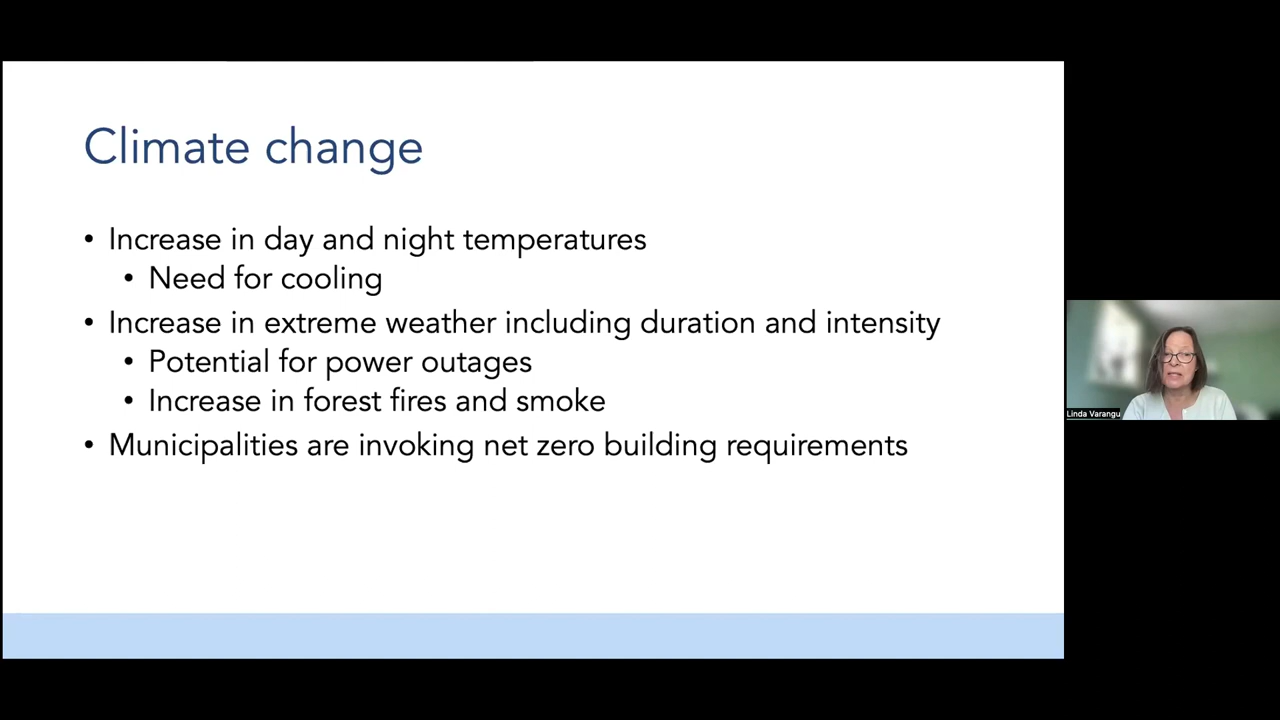 Climate change
• Increase in day and night temperatures
• Need for cooling
• Increase in extreme weather including duration and intensity
• Potential for power outages
• Increase in forest fires and smoke
• Municipalities are invoking net zero building requirements
Linda Varangu